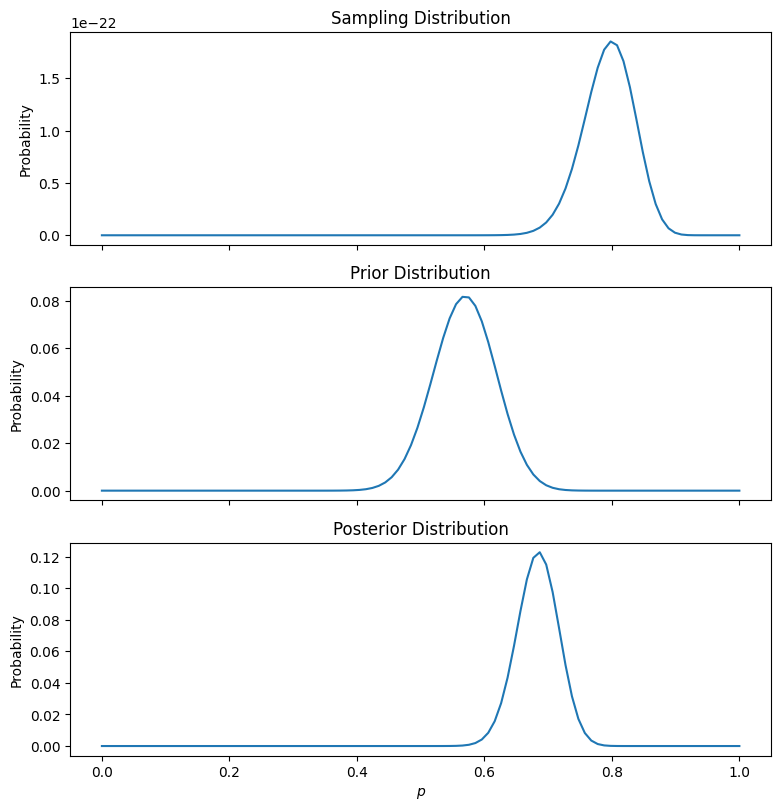 Sampling Distribution
1e−22
1.5
1.0
0.5
0.0
Probability
Prior Distribution
0.08
0.06
0.04
0.02
0.00
Probability
Posterior Distribution
0.12
0.10
0.08
0.06
0.04
0.02
0.00
Probability
0.0 0.2 0.4 0.6 0.8 1.0
p